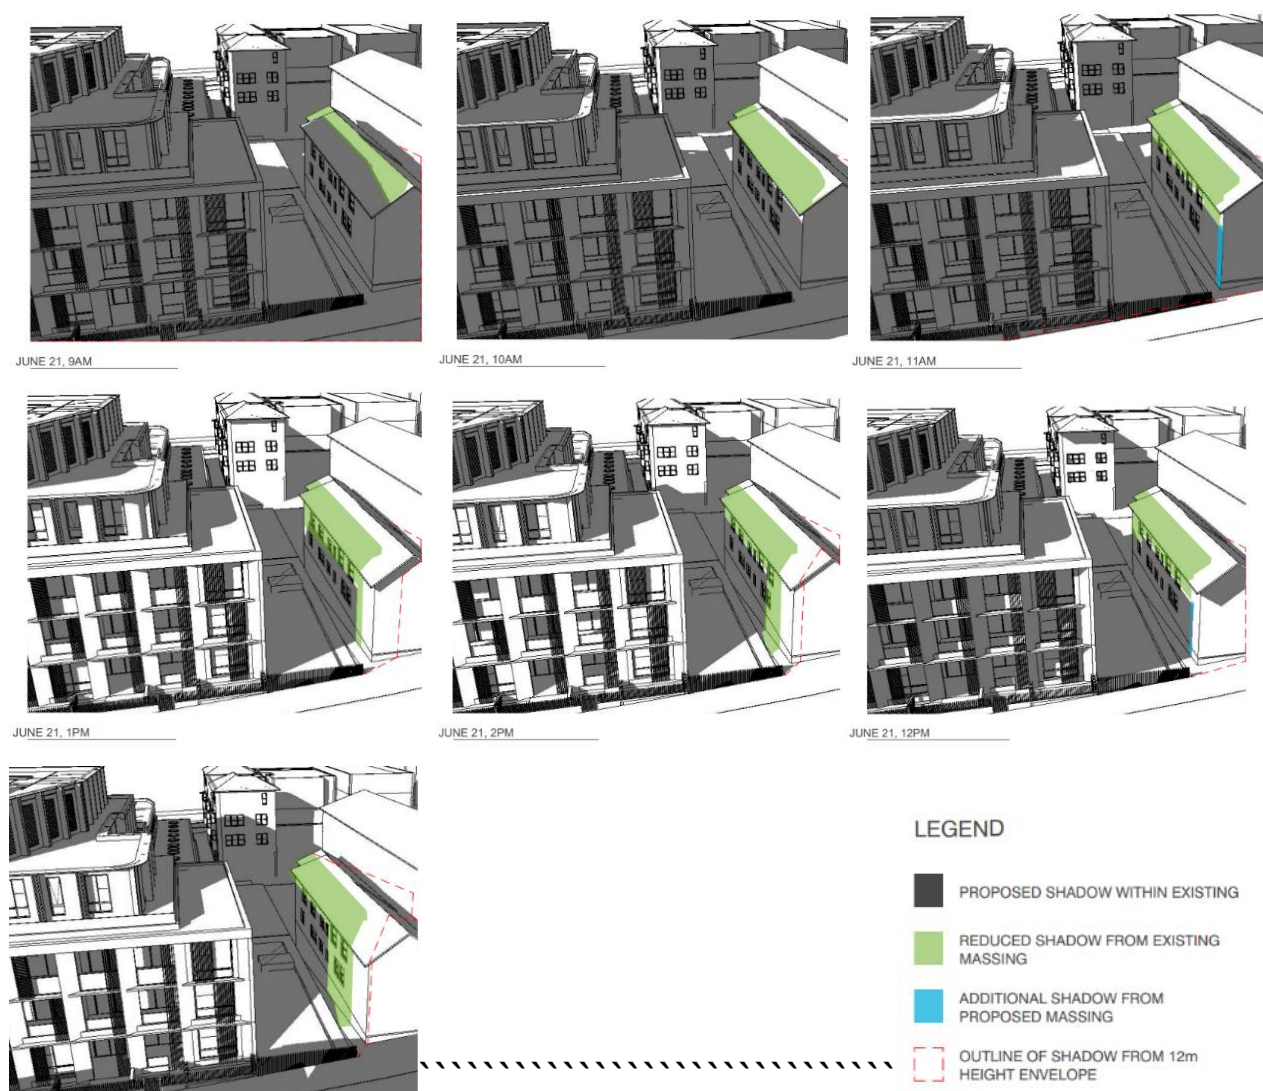 JUNE 21, 9AM
JUNE 21, 10AM
JUNE 21, 11AM
JUNE 21, 1PM
JUNE 21, 2PM
JUNE 21, 12PM
LEGEND
PROPOSED SHADOW WITHIN EXISTING
REDUCED SHADOW FROM EXISTING
MASSING
ADDITIONAL SHADOW FROM
PROPOSED MASSING
OUTLINE OF SHADOW FROM 12m
HEIGHT ENVELOPE